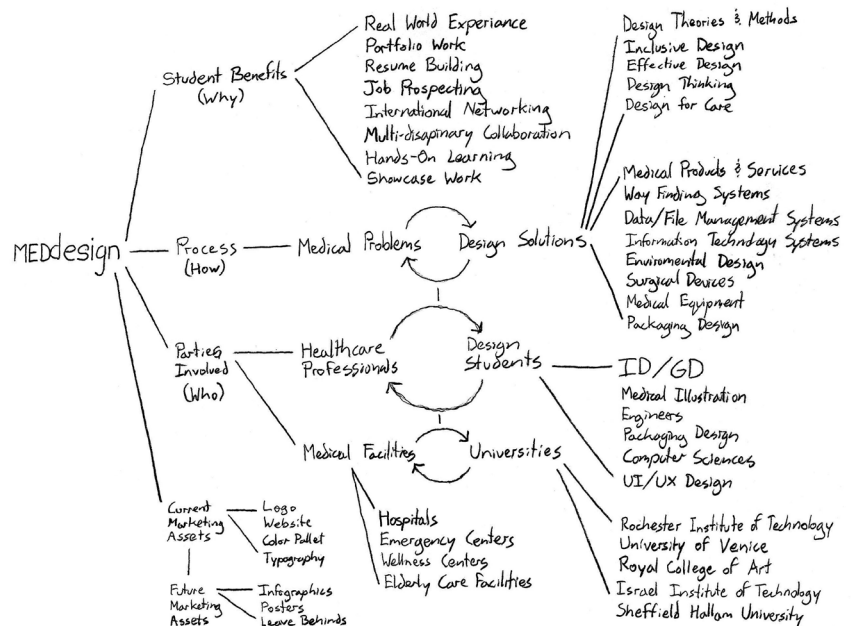 Real World Experiance
Portfolio Work
Resume Building
Job Prospecting
International Networking
Multi-disapinary Collaboration
Hands-On Learning
Showcase Work
Student Benefits
(Why)
Design Theories & Methods
Inclusive Design
Effective Design
Design Thinking
Design for Care
Medical Products & Services
Way Finding Systems
Data/File Management Systems
Information Technology Systems
Enviromental Design
Surgical Devices
Medical Equipment
Packaging Design
MEDdesign
Process
(How)
Medical Problems
Design Solutions
Parties
Involved
(Who)
Healthcare
Professionals
Design
Students
ID/GD
Medical Illustration
Engineers
Packaging Design
Computer Sciences
UI/UX Design
Medical Facilities
Universities
Hospitals
Emergency Centers
Wellness Centers
Elderly Care Facilities
Rochester Institute of Technology
University of Venice
Royal College of Art
Israel Institute of Technology
Sheffield Hallam University
Current
Marketing
Assets
Logo
Website
Color Pallet
Typography
Future
Marketing
Assets
Infographics
Posters
Leave Behinds